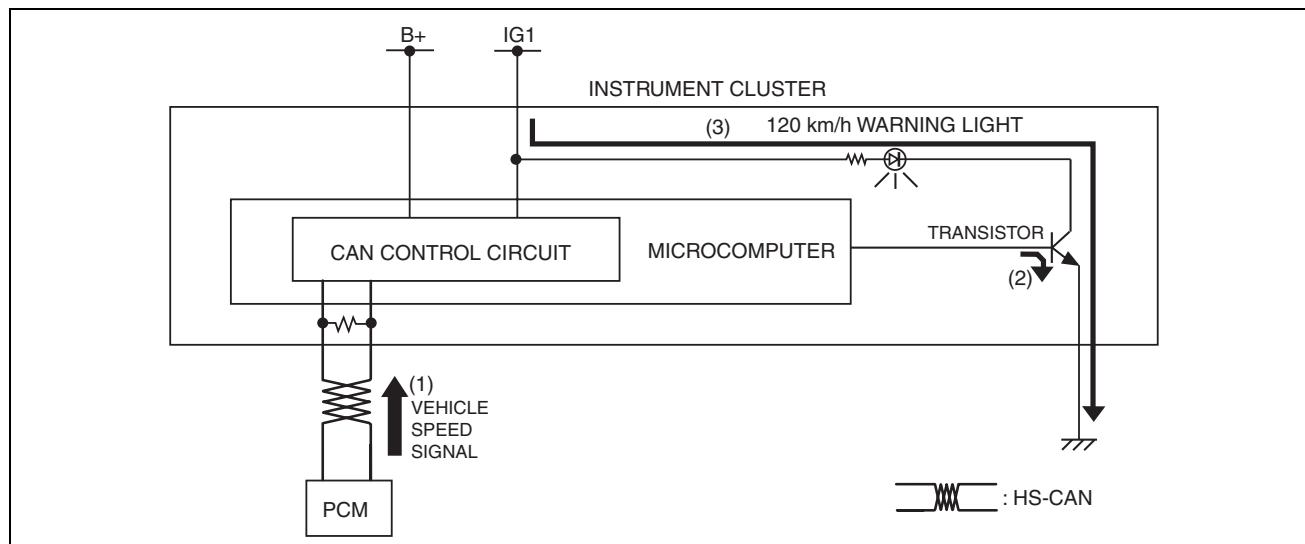 B+ IG1
INSTRUMENT CLUSTER
(3) 120 km/h WARNING LIGHT
TRANSISTOR
CAN CONTROL CIRCUIT
MICROCOMPUTER
(2)
(1)
VEHICLE
SPEED
SIGNAL
PCM
: HS-CAN